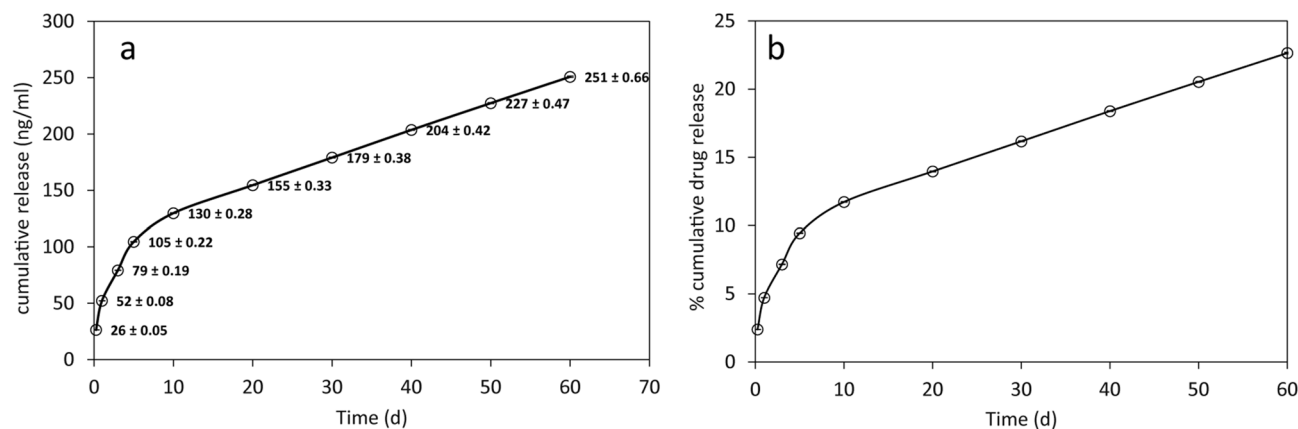 a
cumulative release (ng/ml)
300
250
200
150
100
50
0
251 ± 0.66
227 ± 0.47
204 ± 0.42
179 ± 0.38
155 ± 0.33
130 ± 0.28
105 ± 0.22
79 ± 0.19
52 ± 0.08
26 ± 0.05
0 10 20 30 40 50 60 70
Time (d)
b
% cumulative drug release
25
20
15
10
5
0
0 10 20 30 40 50 60
Time (d)